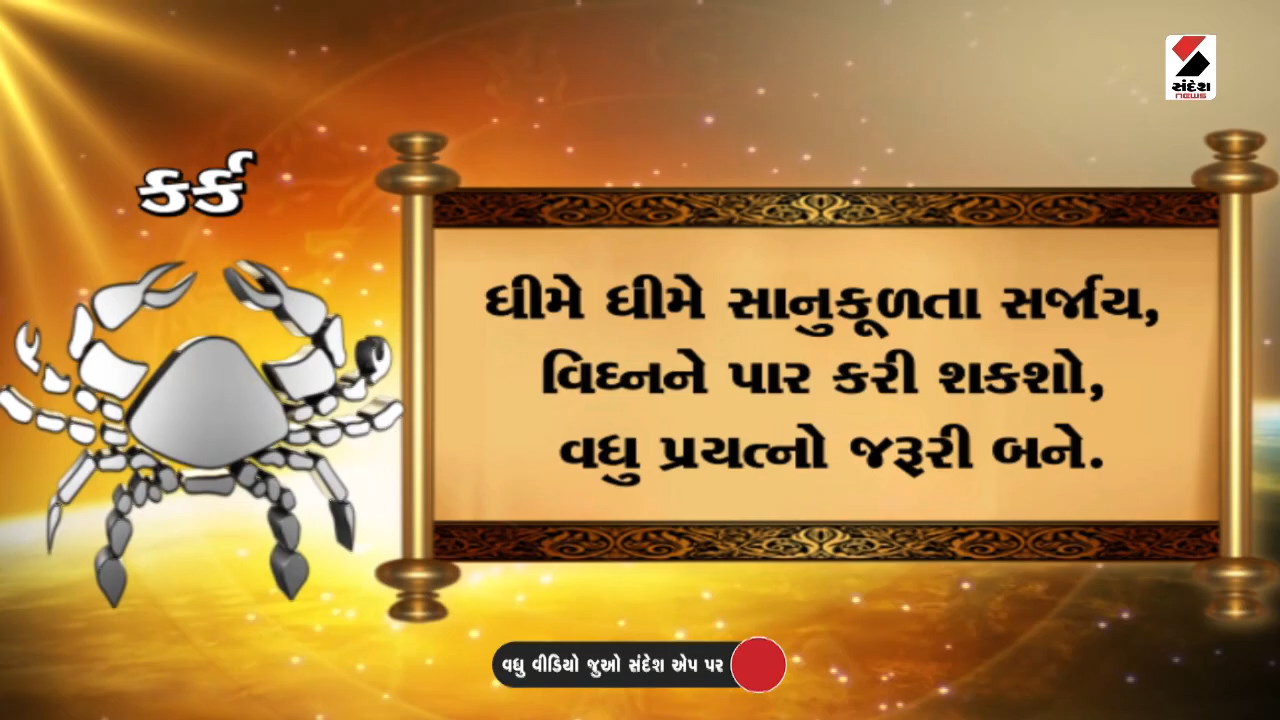 સંદેશ
NEWS
કર્ક
ધીમે ધીમે સાનુકૂળતા સર્જાય,
વિઘ્નને પાર કરી શકશો,
વધુ પ્રયત્નો જરૂરી બને.
વધુ વીડિયો જુઓ સંદેશ એપ પર